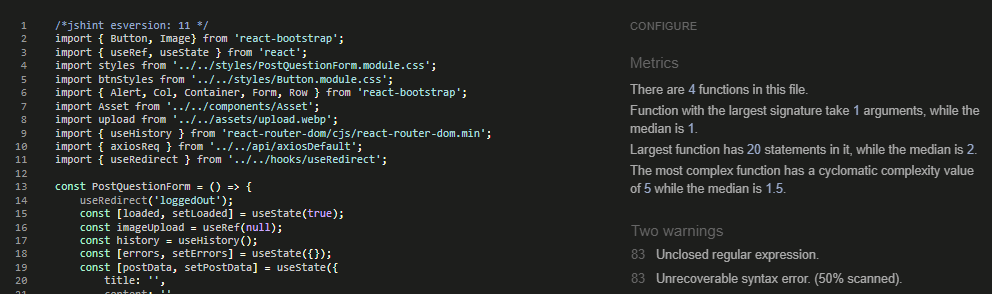 1 /*jshint esversion: 11 */
2 import { Button, Image} from 'react-bootstrap';
3 import { useRef, useState } from 'react';
4 import styles from '../../styles/PostQuestionForm.module.css';
5 import btnStyles from '../../styles/Button.module.css';
6 import { Alert, Col, Container, Form, Row } from 'react-bootstrap';
7 import Asset from '../../components/Asset';
8 import upload from '../../assets/upload.webp';
9 import { useHistory } from 'react-router-dom/cjs/react-router-dom.min';
10 import { axiosReq } from '../../api/axiosDefault';
11 import { useRedirect } from '../../hooks/useRedirect';
12
13 const PostQuestionForm = () => {
14 useRedirect('loggedOut');
15 const [loaded, setLoaded] = useState(true);
16 const imageUpload = useRef(null);
17 const history = useHistory();
18 const [errors, setErrors] = useState({});
19 const [postData, setPostData] = useState({
20 title: '',
21 content: ''
CONFIGURE
Metrics
There are 4 functions in this file.
Function with the largest signature take 1 arguments, while the
median is 1.
Largest function has 20 statements in it, while the median is 2.
The most complex function has a cyclomatic complexity value
of 5 while the median is 1.5.
Two warnings
83 Unclosed regular expression.
83 Unrecoverable syntax error. (50% scanned).